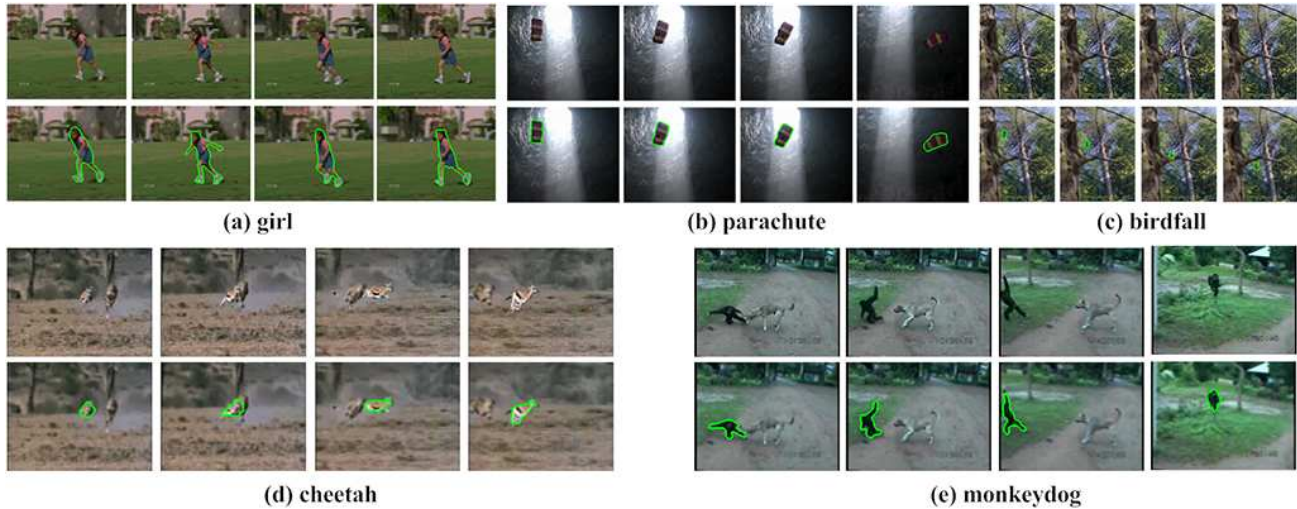 (a) girl
(b) parachute
(c) birdfall
(d) cheetah
(e) monkeydog